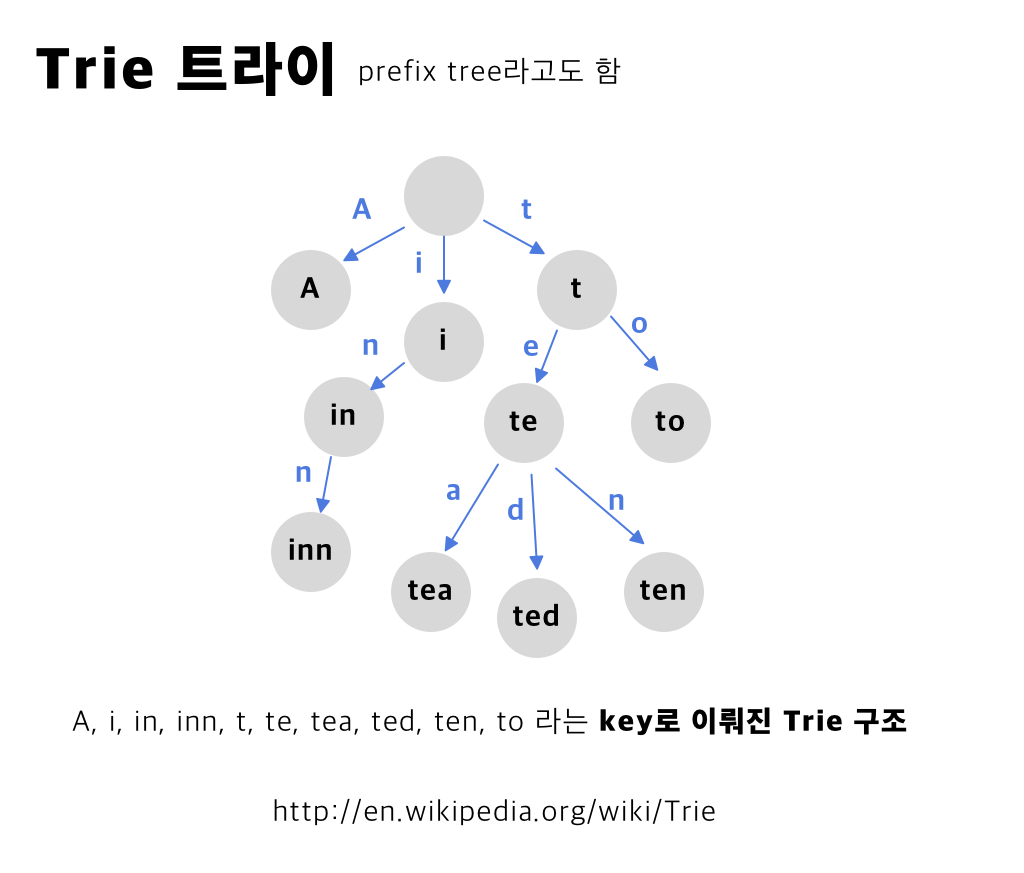 Trie 트라이 prefix tree라고도 함
A t
i
A t
o
n i e
in te to
n a d n
inn tea ted ten
A, i, in, inn, t, te, tea, ted, ten, to 라는 key로 이뤄진 Trie 구조
http://en.wikipedia.org/wiki/Trie